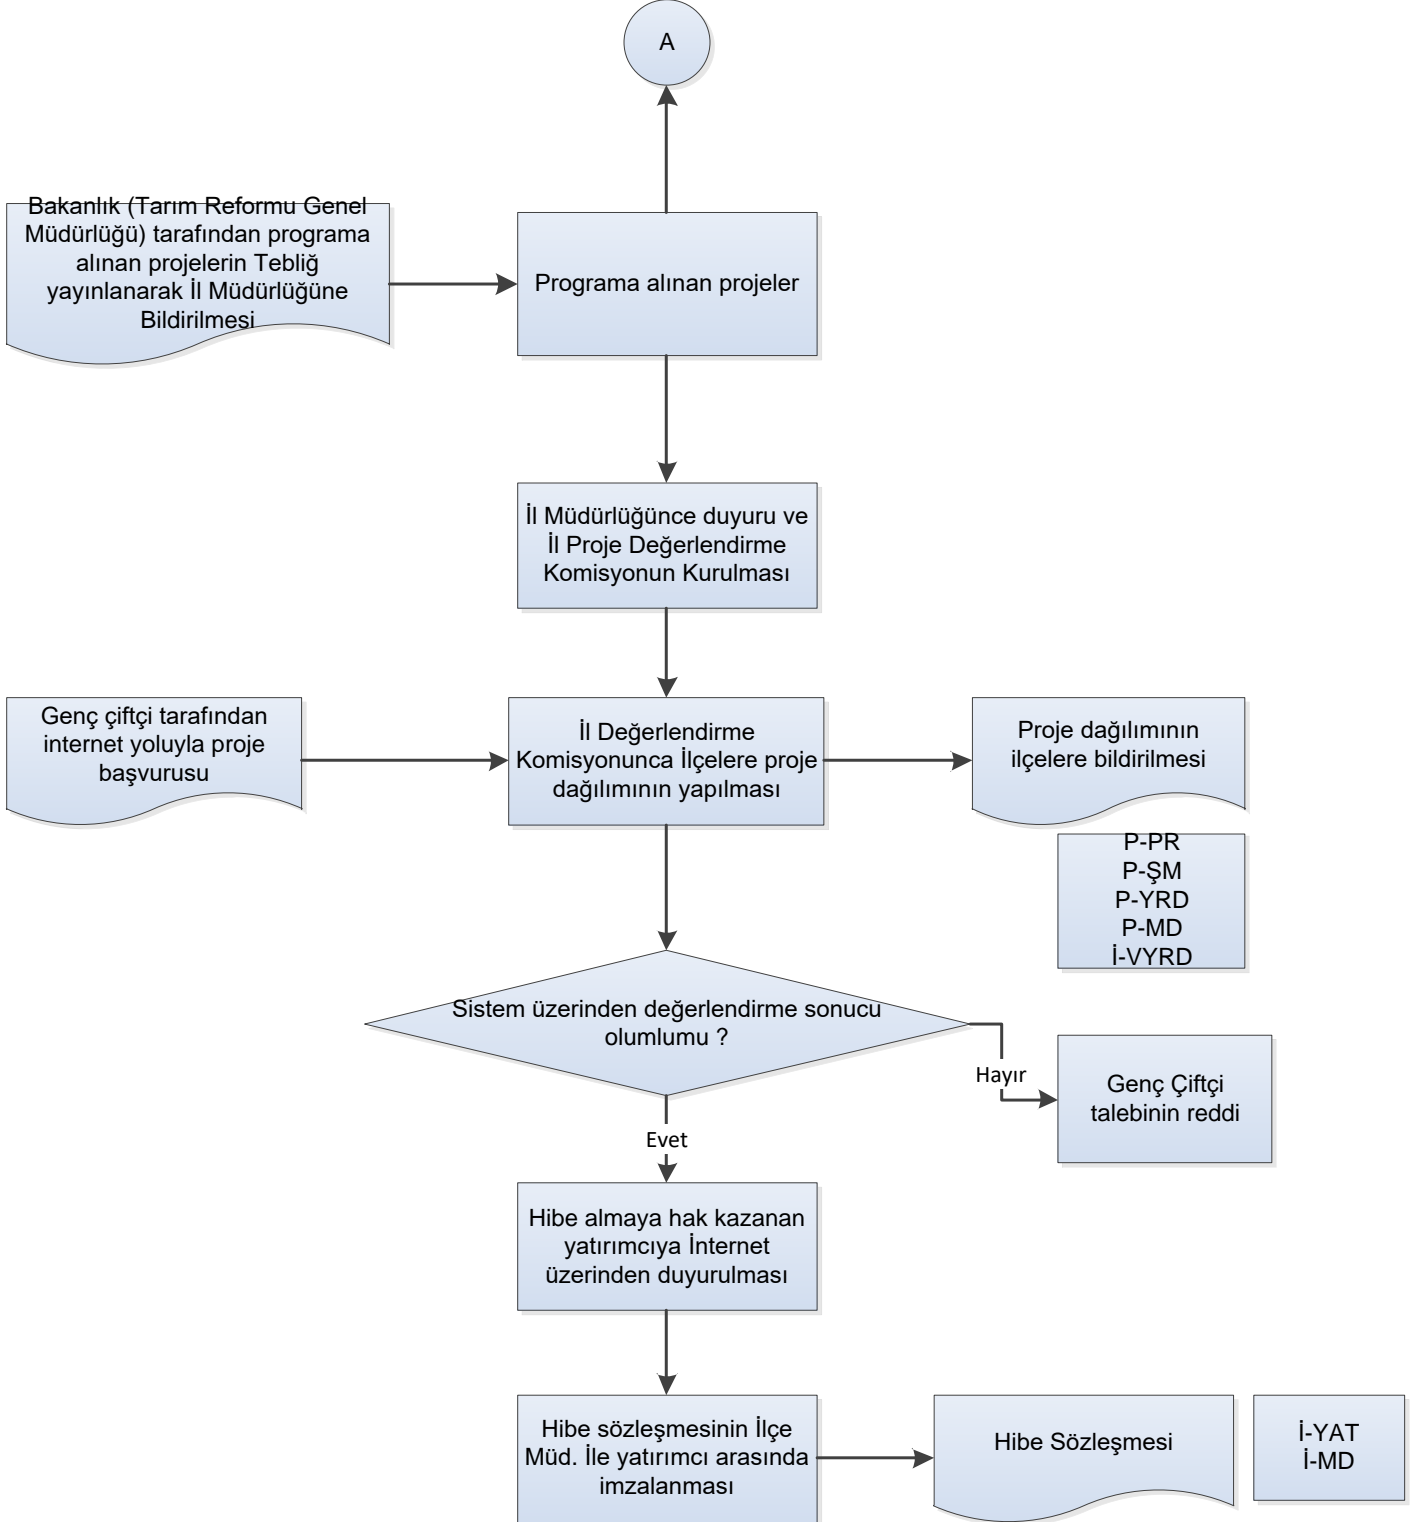 A
Bakanlık (Tarım Reformu Genel
Müdürlüğü) tarafından programa
alınan projelerin Tebliğ
yayınlanarak İl Müdürlüğüne
Bildirilmesi
Programa alınan projeler
İl Müdürlüğünce duyuru ve
İl Proje Değerlendirme
Komisyonun Kurulması
Genç çiftçi tarafından
internet yoluyla proje
başvurusu
İl Değerlendirme
Komisyonunca İlçelere proje
dağılımının yapılması
Proje dağılımının
ilçelere bildirilmesi
P-PR
P-ŞM
P-YRD
P-MD
İ-VYRD
Sistem üzerinden değerlendirme sonucu
olumlumu ?
Hayır
Genç Çiftçi
talebinin reddi
Evet
Hibe almaya hak kazanan
yatırımcıya İnternet
üzerinden duyurulması
Hibe sözleşmesinin İlçe
Müd. İle yatırımcı arasında
imzalanması
Hibe Sözleşmesi
İ-YAT
İ-MD